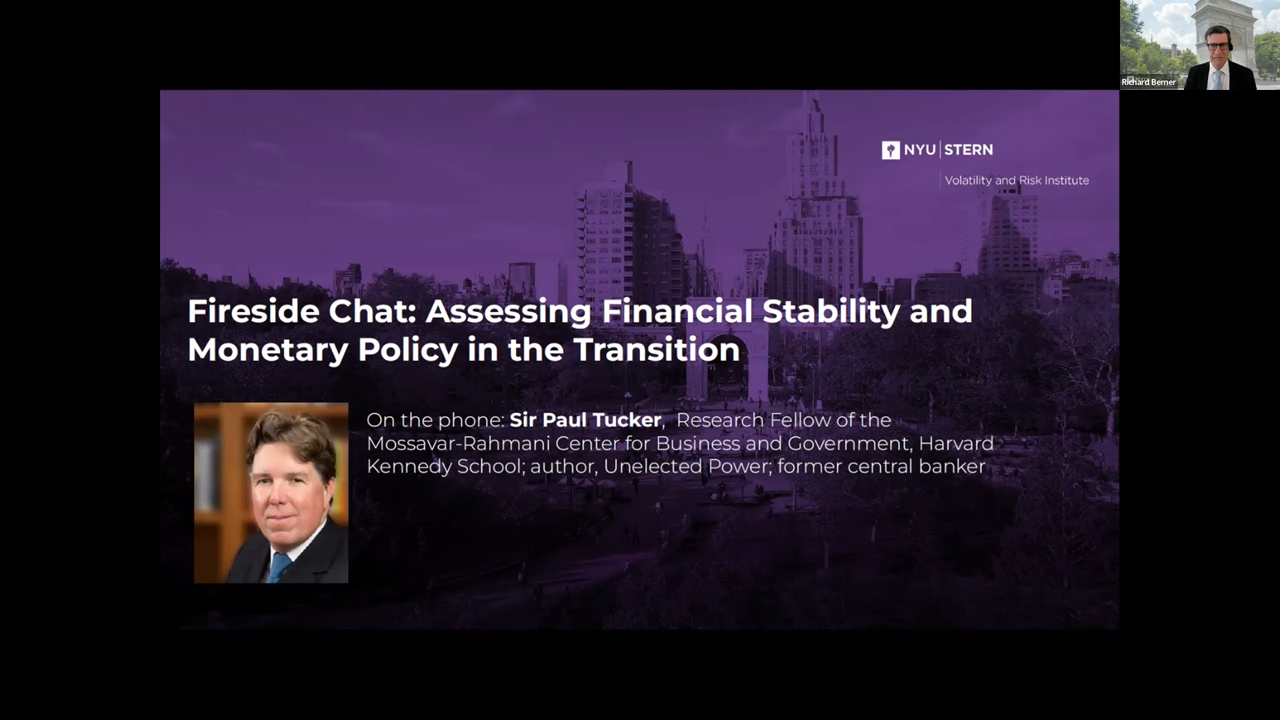 Richard Berner
NYU STERN
Volatility and Risk Institute
Fireside Chat: Assessing Financial Stability and
Monetary Policy in the Transition
On the phone: Sir Paul Tucker, Research Fellow of the
Mossavar-Rahmani Center for Business and Government, Harvard
Kennedy School; author, Unelected Power; former central banker